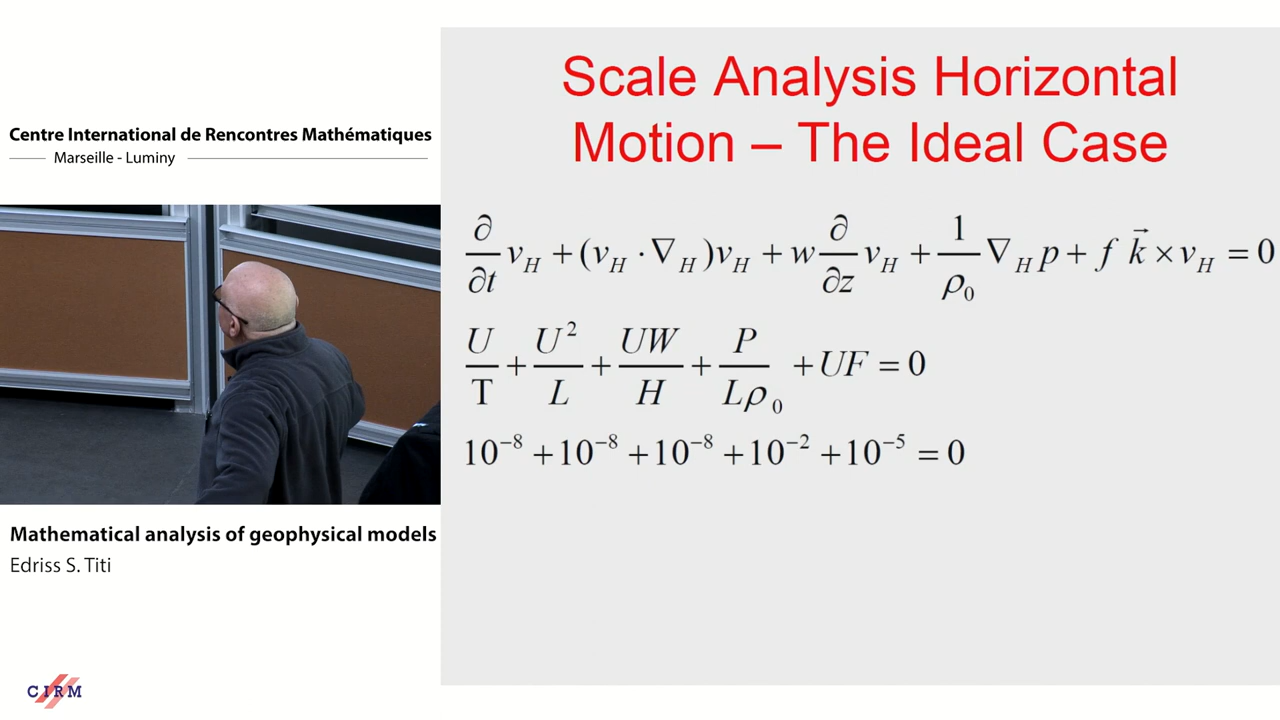 Centre International de Rencontres Mathématiques
Marseille - Luminy
Mathematical analysis of geophysical models
Edriss S. Titi
CIRM
Scale Analysis Horizontal
Motion – The Ideal Case
∂/∂t v_H + (v_H · ∇_H)v_H + w ∂/∂z v_H + 1/ρ₀ ∇_H p + f k⃗ × v_H = 0
U/T + U²/L + UW/H + P/Lρ₀ + UF = 0
10⁻⁸ + 10⁻⁸ + 10⁻⁸ + 10⁻² + 10⁻⁵ = 0